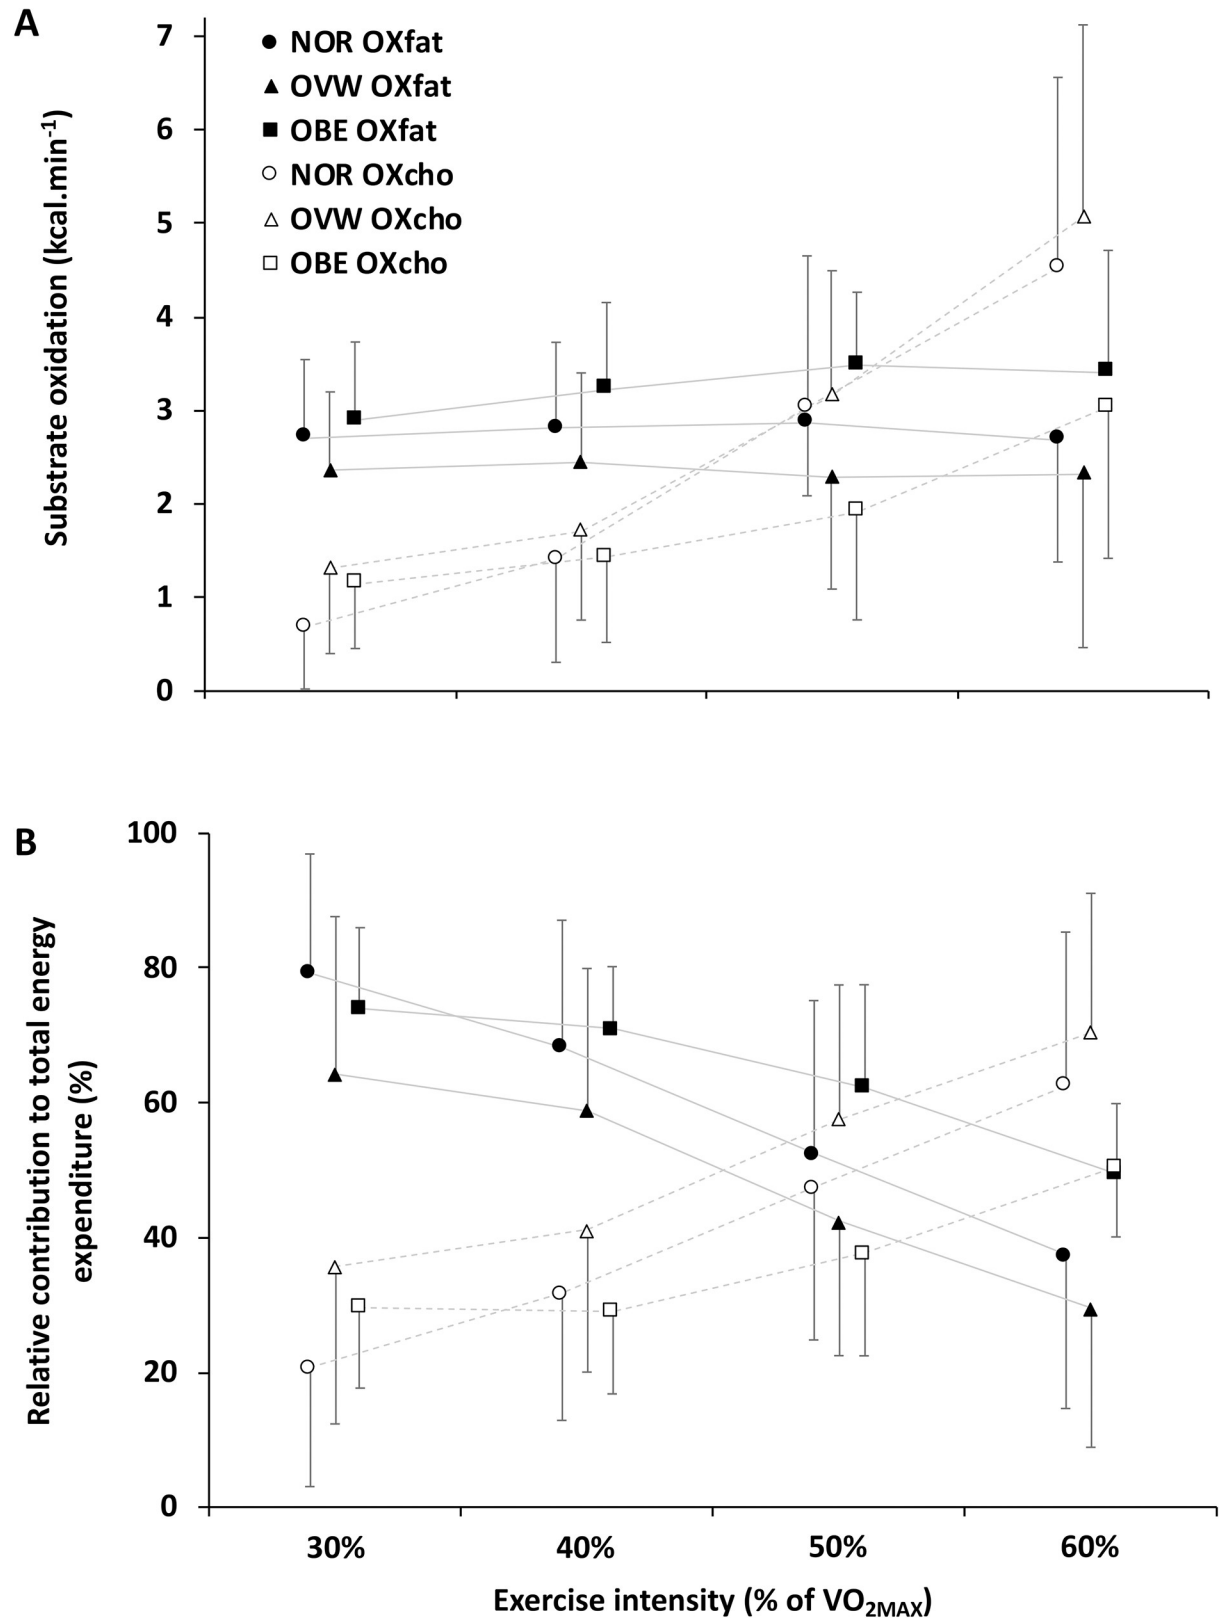 A
7
6
5
4
3
2
1
0
Substrate oxidation (kcal.min-1)
NOR OXfat
OVW OXfat
OBE OXfat
NOR OXcho
OVW OXcho
OBE OXcho
B
100
80
60
40
20
0
Relative contribution to total energy
expenditure (%)
30% 40% 50% 60%
Exercise intensity (% of VO2MAX)